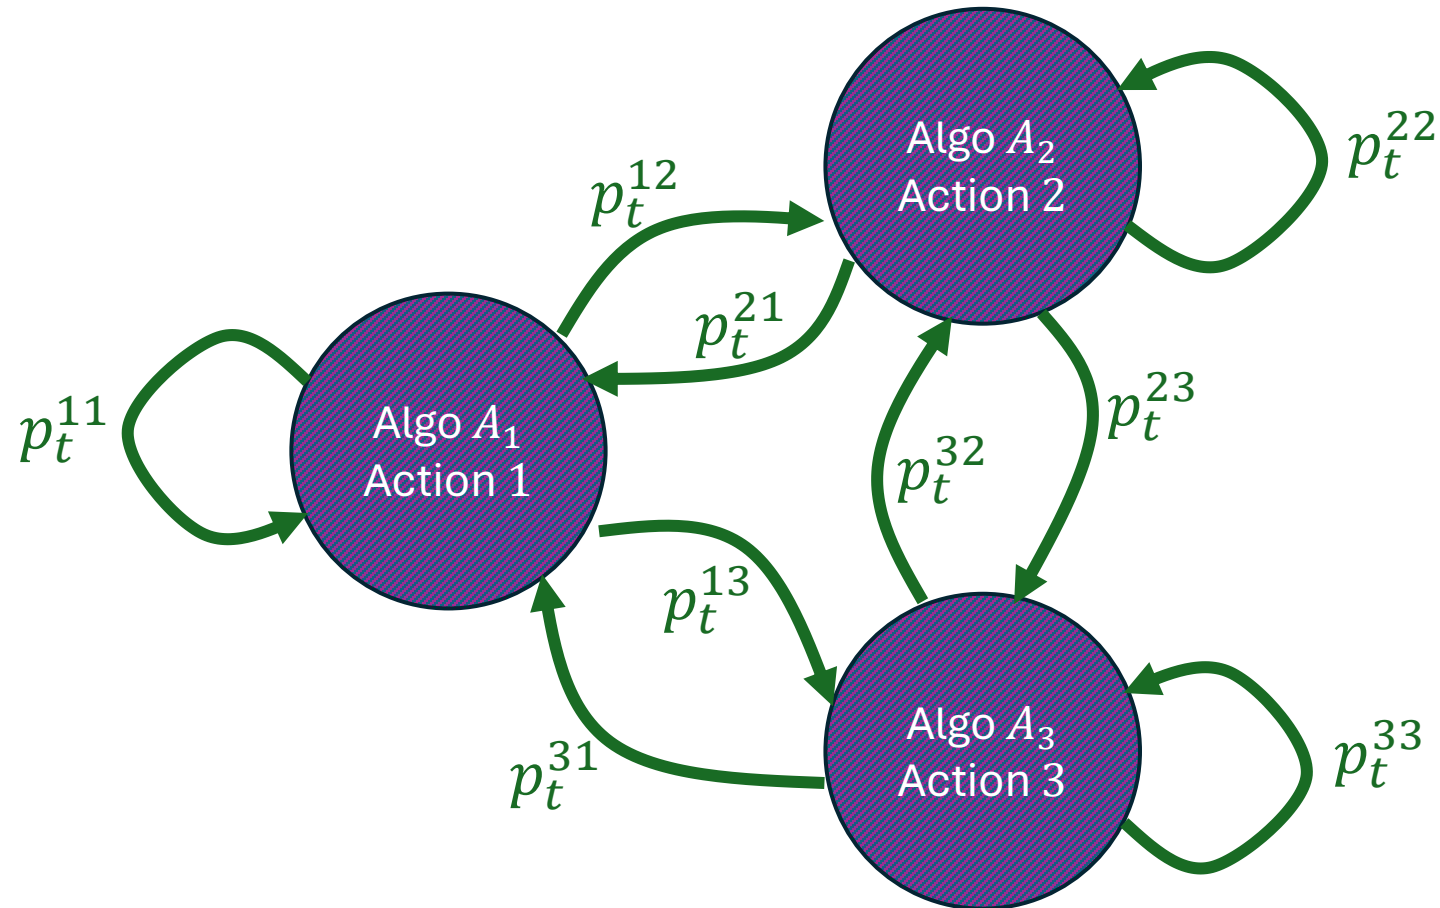 Algo A₂
Action 2
p_t^{22}
p_t^{12}
p_t^{21}
p_t^{23}
Algo A₁
Action 1
p_t^{11}
p_t^{32}
p_t^{13}
p_t^{31}
Algo A₃
Action 3
p_t^{33}